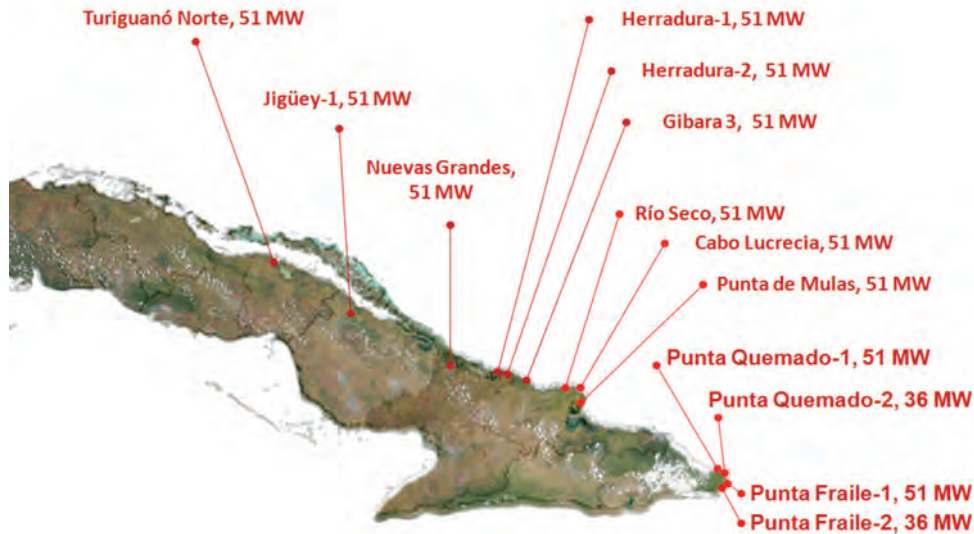 Turiguanó Norte, 51 MW
Herradura-1, 51 MW
Herradura-2, 51 MW
Jigüey-1, 51 MW
Gibara 3, 51 MW
Nuevas Grandes,
51 MW
Río Seco, 51 MW
Cabo Lucrecia, 51 MW
Punta de Mulas, 51 MW
Punta Quemado-1, 51 MW
Punta Quemado-2, 36 MW
Punta Fraile-1, 51 MW
Punta Fraile-2, 36 MW